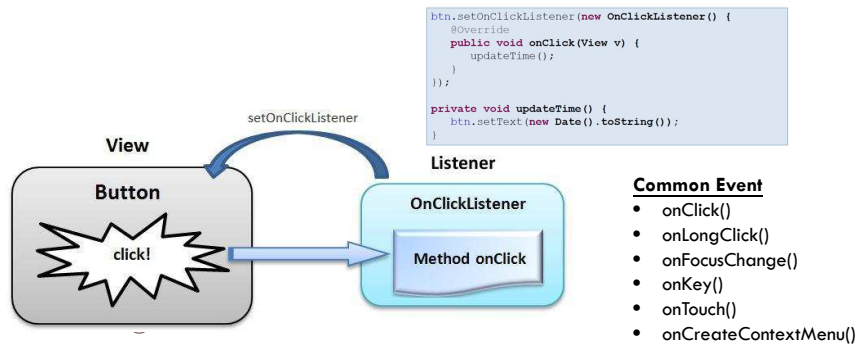 btn.setOnClickListener(new OnClickListener() {
@Override
public void onClick(View v) {
updateTime();
}
});
private void updateTime() {
btn.setText(new Date().toString());
}
setOnClickListener
View
Button
click!
Listener
OnClickListener
Method onClick
Common Event
• onClick()
• onLongClick()
• onFocusChange()
• onKey()
• onTouch()
• onCreateContextMenu()